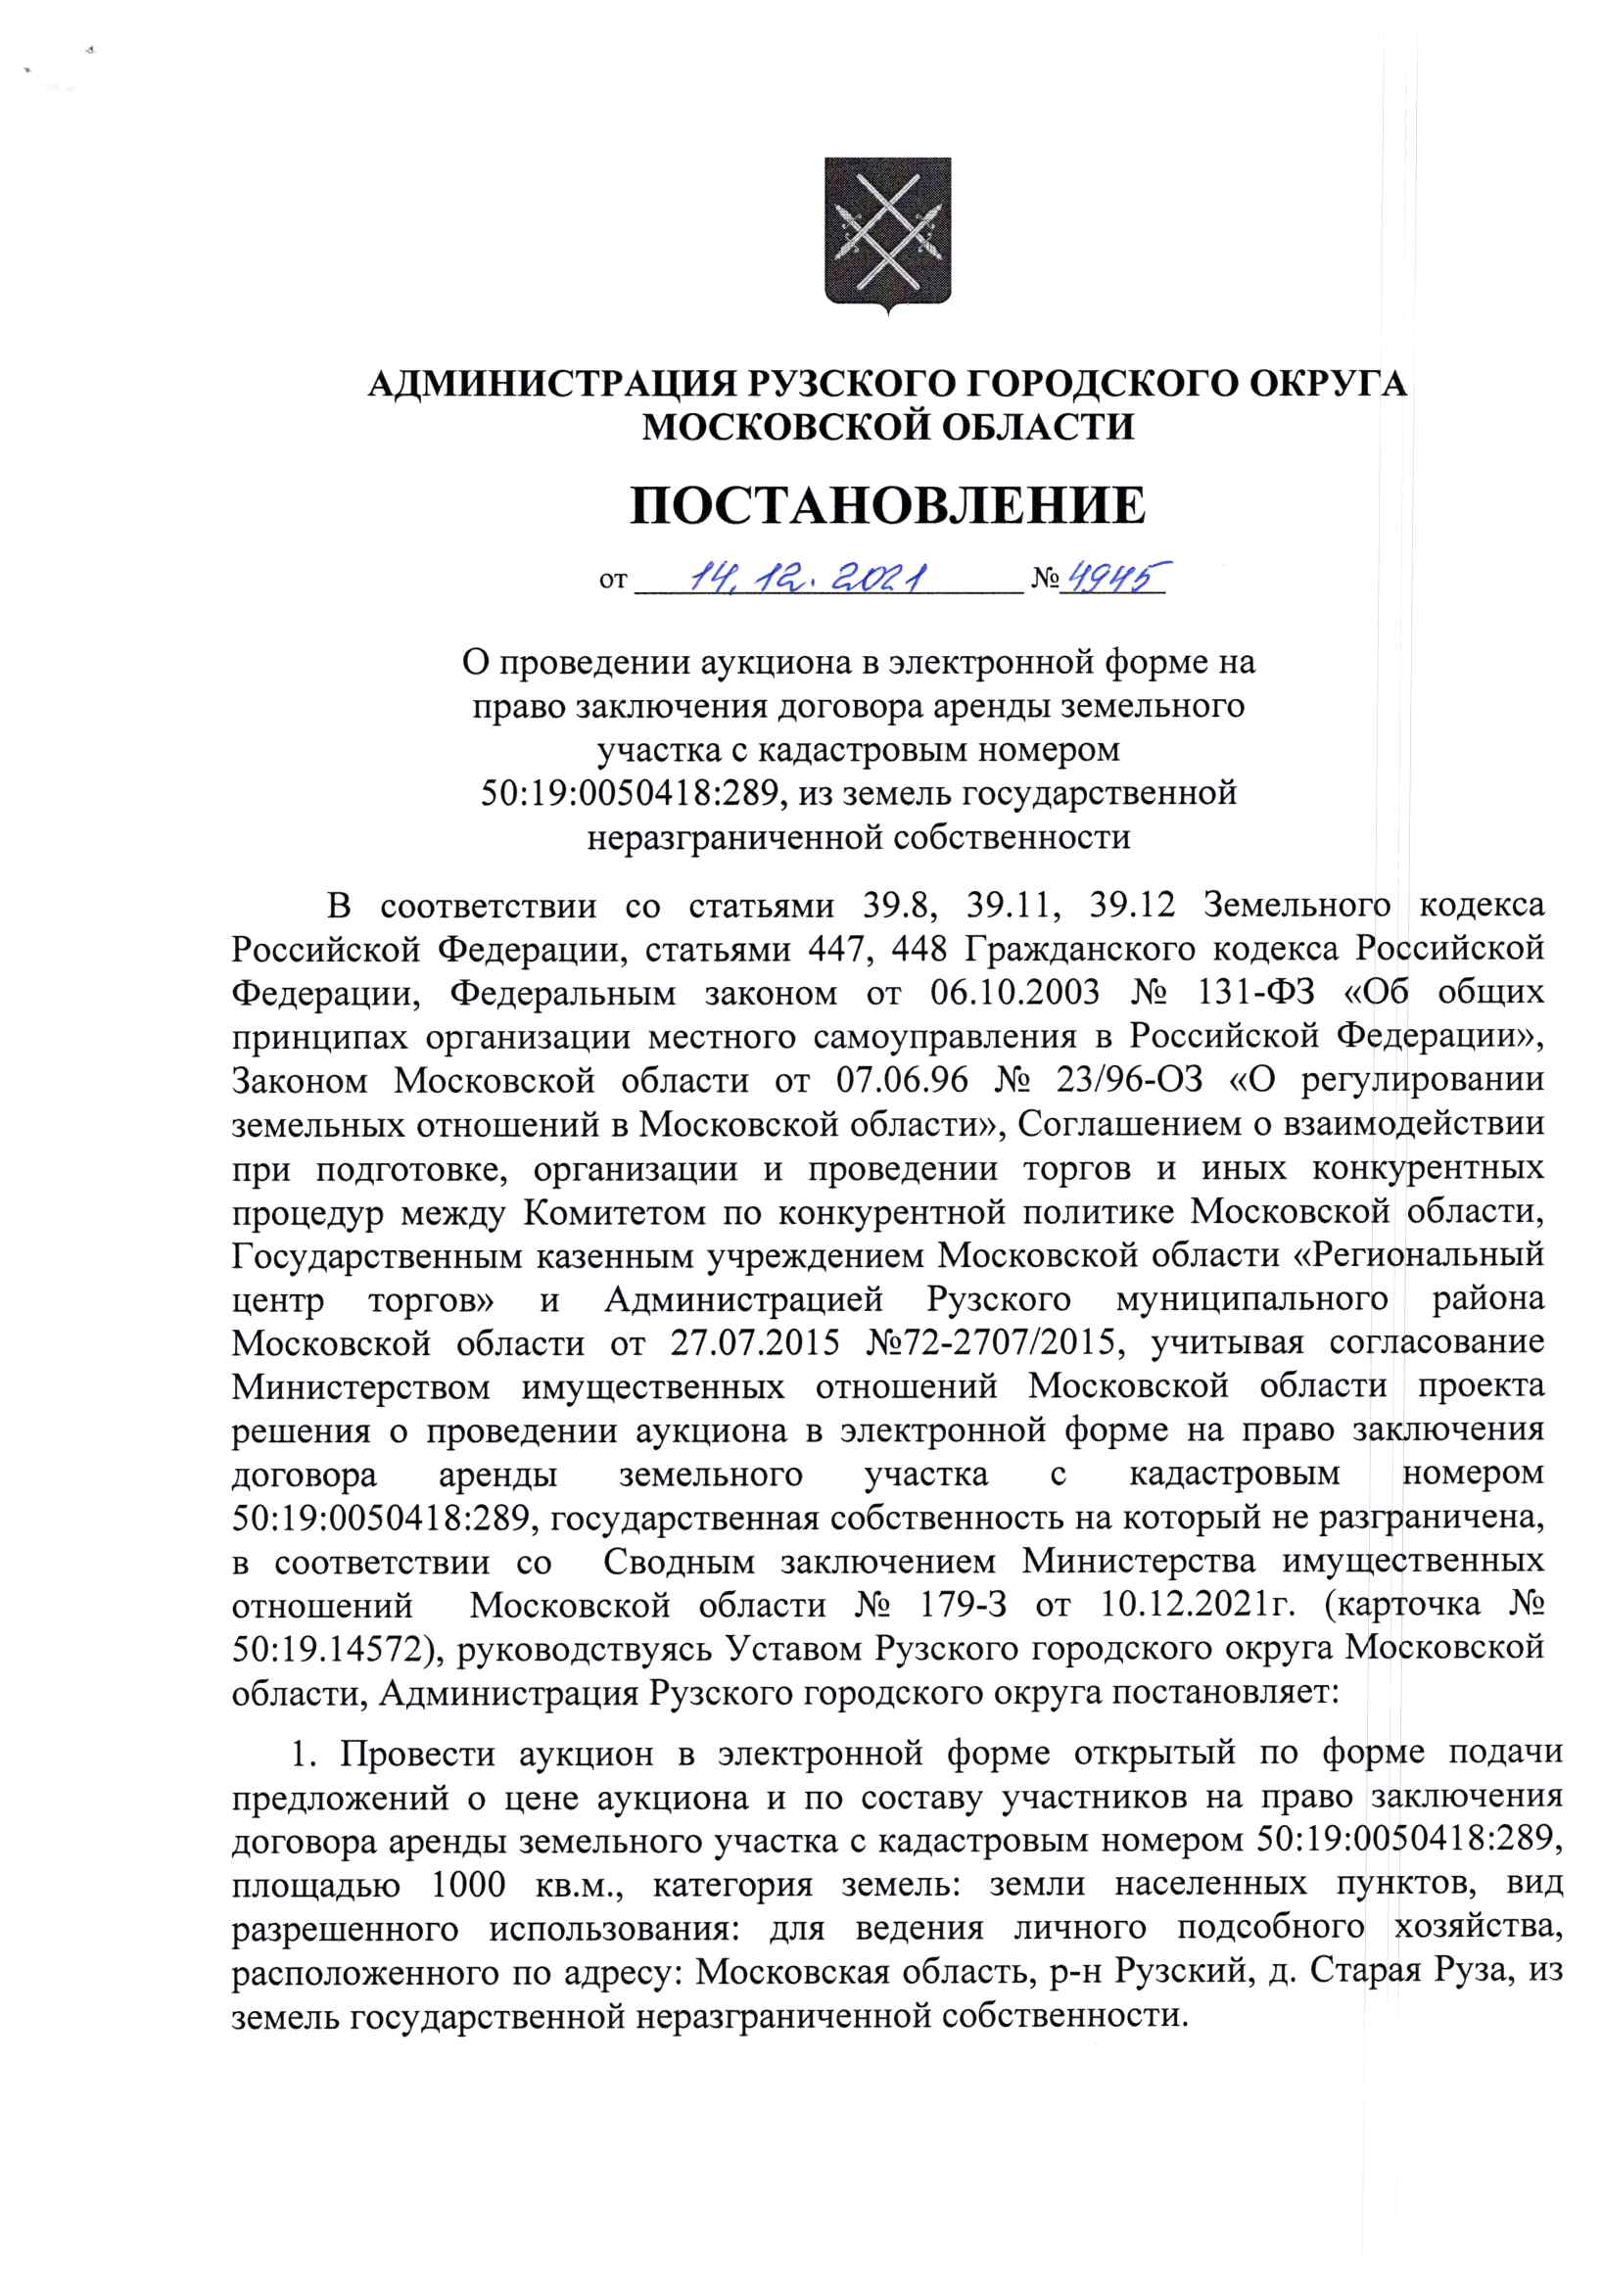 АДМИНИСТРАЦИЯ РУЗСКОГО ГОРОДСКОГО ОКРУГА
МОСКОВСКОЙ ОБЛАСТИ
ПОСТАНОВЛЕНИЕ
от 14.12.2021 № 4945
О проведении аукциона в электронной форме на
право заключения договора аренды земельного
участка с кадастровым номером
50:19:0050418:289, из земель государственной
неразграниченной собственности
В соответствии со статьями 39.8, 39.11, 39.12 Земельного кодекса
Российской Федерации, статьями 447, 448 Гражданского кодекса Российской
Федерации, Федеральным законом от 06.10.2003 № 131-ФЗ «Об общих
принципах организации местного самоуправления в Российской Федерации»,
Законом Московской области от 07.06.96 № 23/96-ОЗ «О регулировании
земельных отношений в Московской области», Соглашением о взаимодействии
при подготовке, организации и проведении торгов и иных конкурентных
процедур между Комитетом по конкурентной политике Московской области,
Государственным казенным учреждением Московской области «Региональный
центр торгов» и Администрацией Рузского муниципального района
Московской области от 27.07.2015 №72-2707/2015, учитывая согласование
Министерством имущественных отношений Московской области проекта
решения о проведении аукциона в электронной форме на право заключения
договора аренды земельного участка с кадастровым номером
50:19:0050418:289, государственная собственность на который не разграничена,
в соответствии со Сводным заключением Министерства имущественных
отношений Московской области № 179-З от 10.12.2021г. (карточка №
50:19.14572), руководствуясь Уставом Рузского городского округа Московской
области, Администрация Рузского городского округа постановляет:
1. Провести аукцион в электронной форме открытый по форме подачи
предложений о цене аукциона и по составу участников на право заключения
договора аренды земельного участка с кадастровым номером 50:19:0050418:289,
площадью 1000 кв.м., категория земель: земли населенных пунктов, вид
разрешенного использования: для ведения личного подсобного хозяйства,
расположенного по адресу: Московская область, р-н Рузский, д. Старая Руза, из
земель государственной неразграниченной собственности.